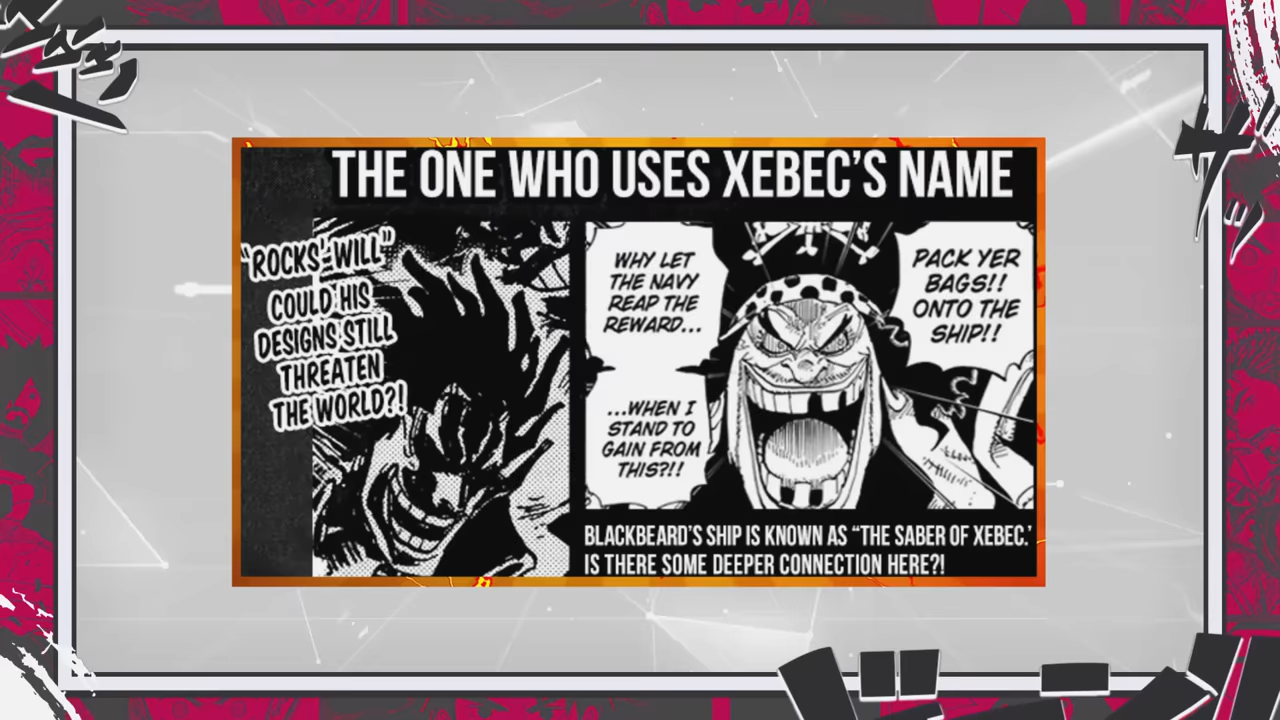 THE ONE WHO USES XEBEC'S NAME
"ROCKS' WILL"
COULD HIS
DESIGNS STILL
THREATEN
THE WORLD?!
WHY LET
THE NAVY
REAP THE
REWARD...
...WHEN I
STAND TO
GAIN FROM
THIS?!!
PACK YER
BAGS!!
ONTO THE
SHIP!!
BLACKBEARD'S SHIP IS KNOWN AS "THE SABER OF XEBEC.'
IS THERE SOME DEEPER CONNECTION HERE?!